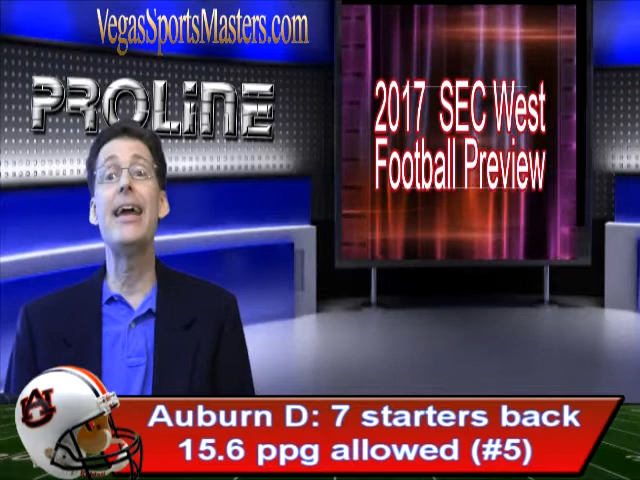 VegasSportsMasters.com
PROLINE
2017 SEC West
Football Preview
AU
Auburn D: 7 starters back
15.6 ppg allowed (#5)